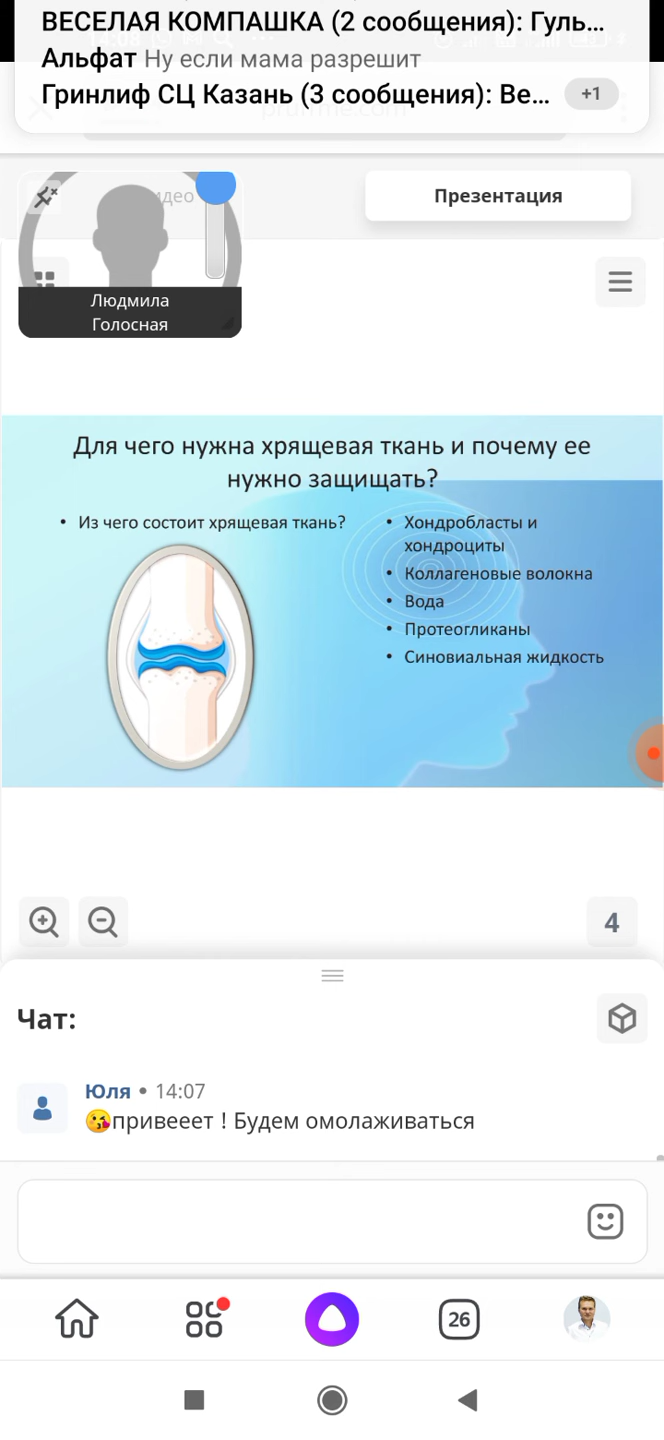 ВЕСЕЛАЯ КОМПАШКА (2 сообщения): Гуль...
Альфат Ну если мама разрешит
Гринлиф СЦ Казань (3 сообщения): Ве...
+1
Презентация
Людмила
Голосная
Для чего нужна хрящевая ткань и почему ее
нужно защищать?
• Из чего состоит хрящевая ткань?
• Хондробласты и
хондроциты
• Коллагеновые волокна
• Вода
• Протеогликаны
• Синовиальная жидкость
4
Чат:
Юля • 14:07
😘привееет ! Будем омолаживаться
26